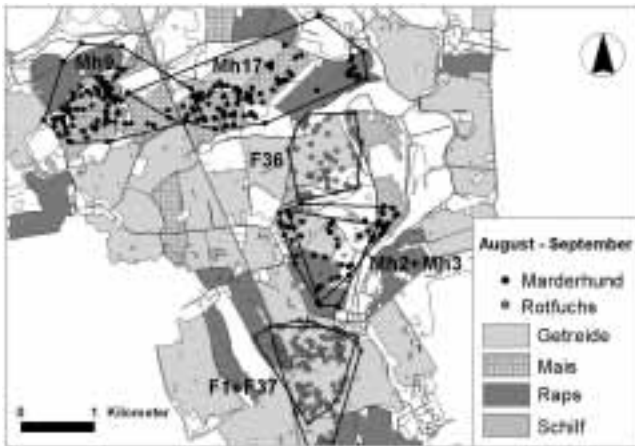 Mh9
Mh17
F36
Mh2+Mh3
F1+F37
August - September
Marderhund
Rotfuchs
Getreide
Mais
Raps
Schilf
0 1 Kilometer